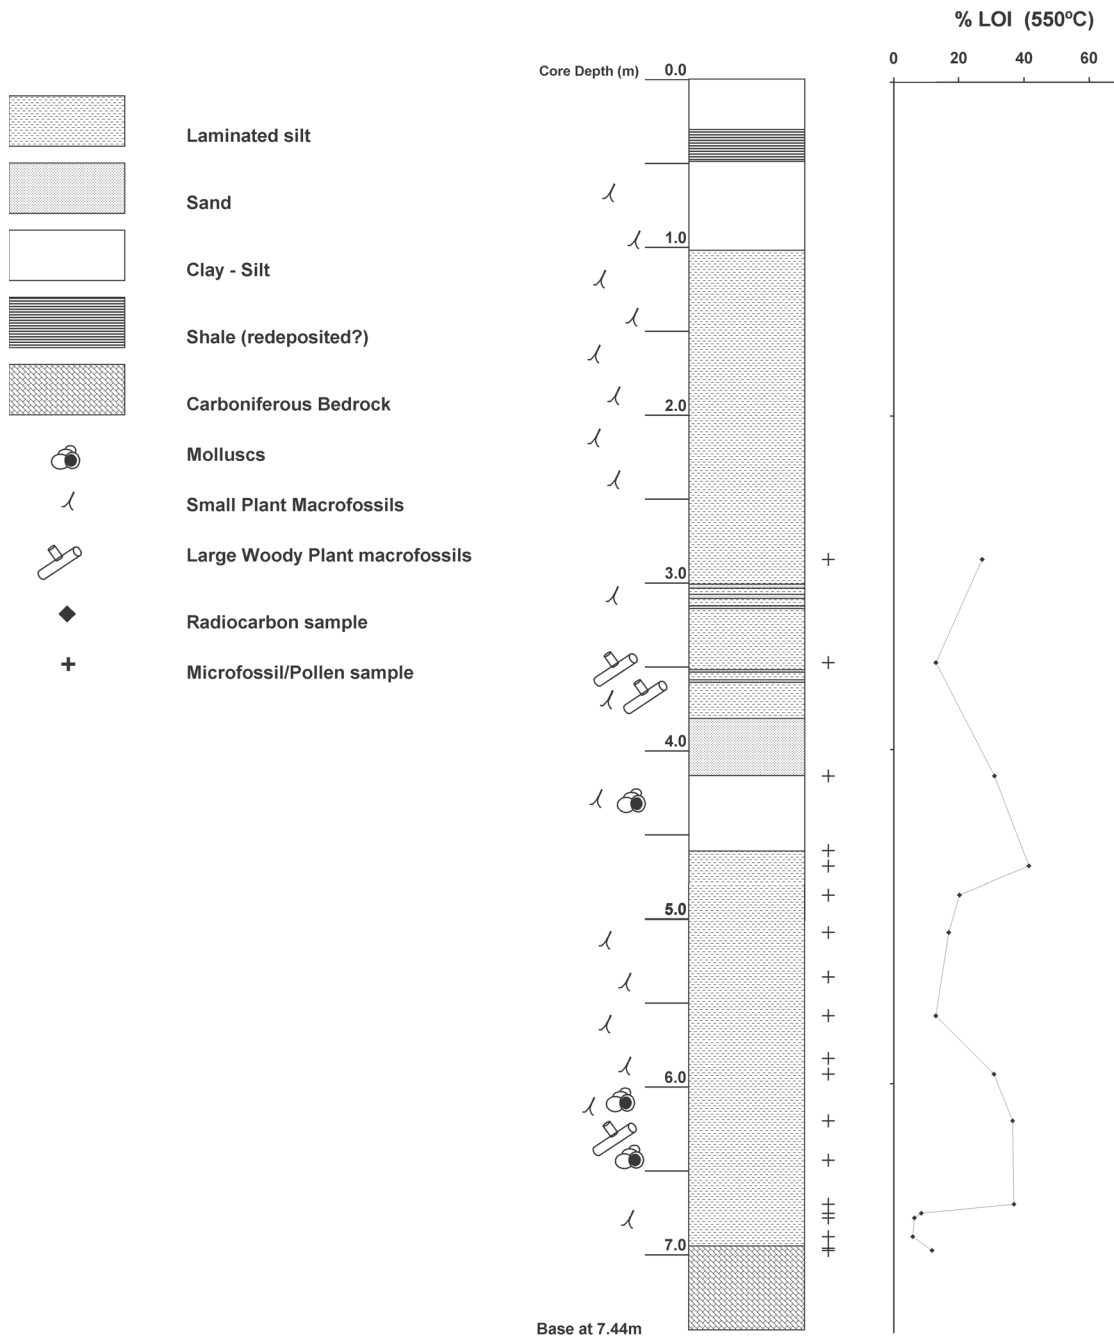 % LOI (550ºC)
0 20 40 60
Core Depth (m) 0.0
Laminated silt
Sand
Clay - Silt
Shale (redeposited?)
Carboniferous Bedrock
Molluscs
Small Plant Macrofossils
Large Woody Plant macrofossils
Radiocarbon sample
Microfossil/Pollen sample
1.0
2.0
3.0
4.0
5.0
6.0
7.0
Base at 7.44m